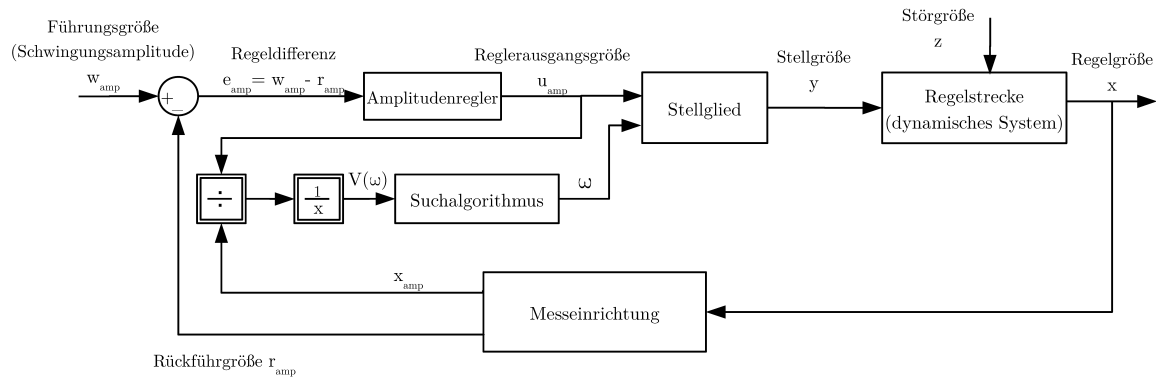 Führungsgröße
(Schwingungsamplitude)
w_amp
+
−
Regeldifferenz
e_amp = w_amp - r_amp
Amplitudenregler
Reglerausgangsgröße
u_amp
Stellglied
Stellgröße
y
Störgröße
z
Regelstrecke
(dynamisches System)
Regelgröße
x
÷
1
x
V(ω)
Suchalgorithmus
ω
x_amp
Messeinrichtung
Rückführgröße r_amp